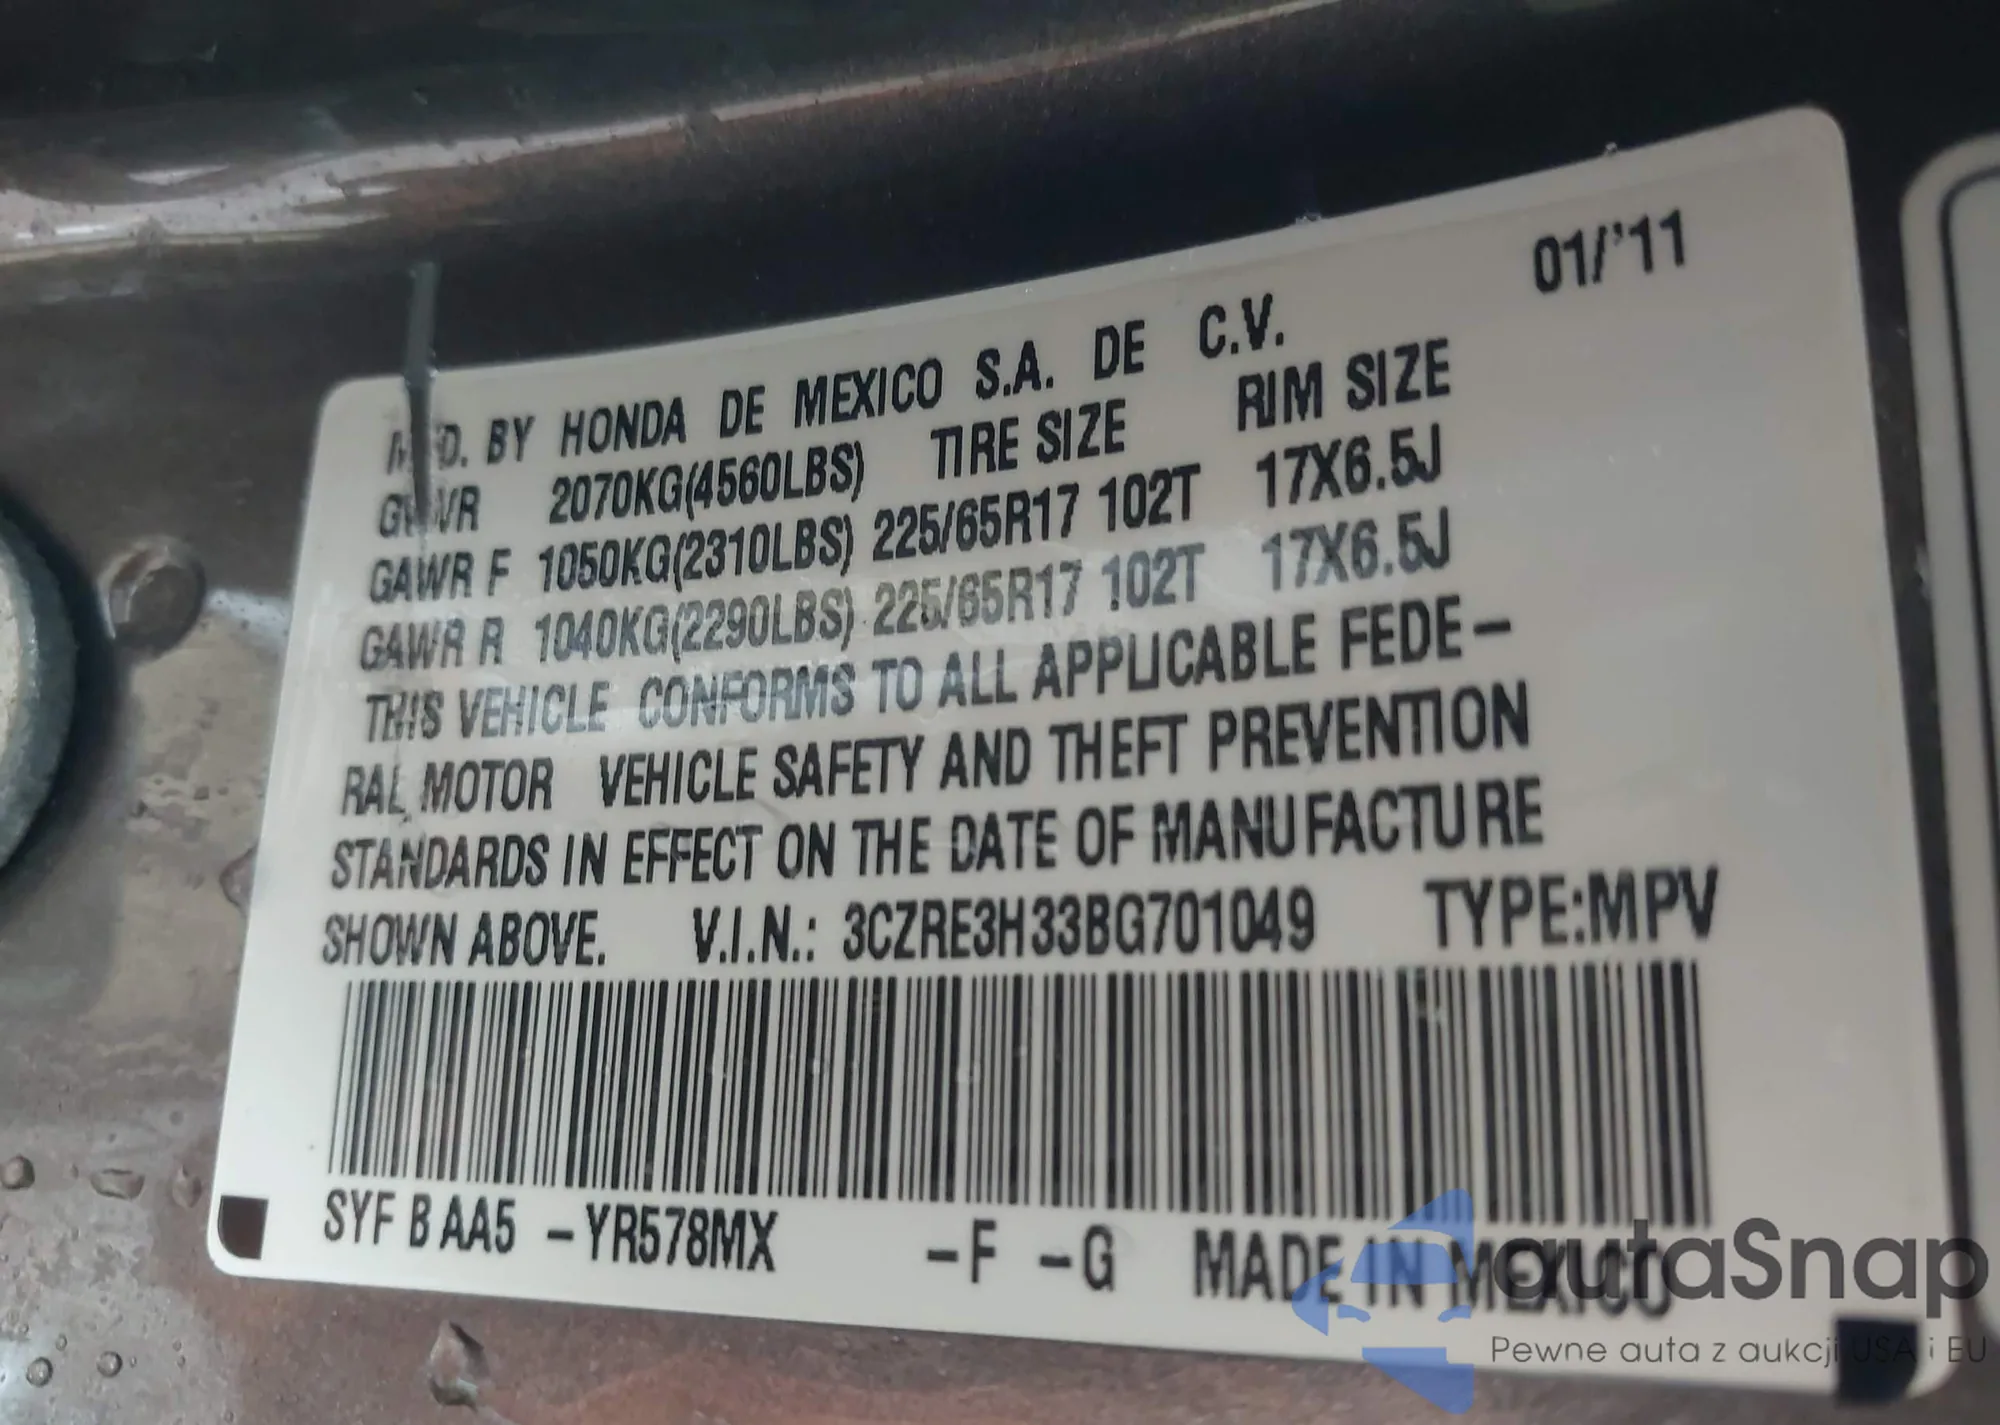 01/'11
MFD. BY HONDA DE MEXICO S.A. DE C.V.
GVWR 2070KG(4560LBS) TIRE SIZE RIM SIZE
GAWR F 1050KG(2310LBS) 225/65R17 102T 17X6.5J
GAWR R 1040KG(2290LBS) 225/65R17 102T 17X6.5J
THIS VEHICLE CONFORMS TO ALL APPLICABLE FEDE-
RAL MOTOR VEHICLE SAFETY AND THEFT PREVENTION
STANDARDS IN EFFECT ON THE DATE OF MANUFACTURE
SHOWN ABOVE. V.I.N.: 3CZRE3H33BG701049 TYPE:MPV
SYF B AA5 -YR578MX -F -G MADE IN MEXICO
autaSnap
Pewne auta z aukcji USA i EU